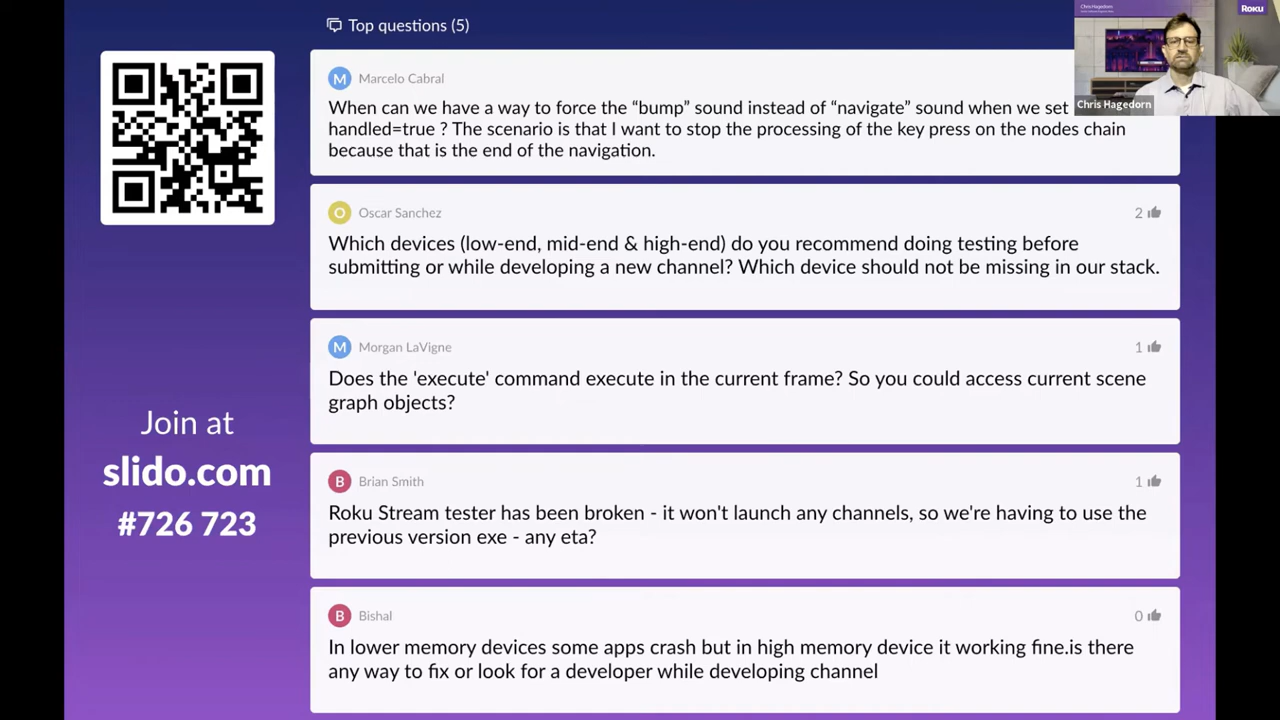 Top questions (5)
Chris Hagedorn
Roku
Chris Hagedorn
M Marcelo Cabral
When can we have a way to force the “bump” sound instead of “navigate” sound when we set
handled=true ? The scenario is that I want to stop the processing of the key press on the nodes chain
because that is the end of the navigation.
O Oscar Sanchez 2
Which devices (low-end, mid-end & high-end) do you recommend doing testing before
submitting or while developing a new channel? Which device should not be missing in our stack.
M Morgan LaVigne 1
Does the 'execute' command execute in the current frame? So you could access current scene
graph objects?
Join at
slido.com
#726 723
B Brian Smith 1
Roku Stream tester has been broken - it won't launch any channels, so we're having to use the
previous version exe - any eta?
B Bishal 0
In lower memory devices some apps crash but in high memory device it working fine.is there
any way to fix or look for a developer while developing channel